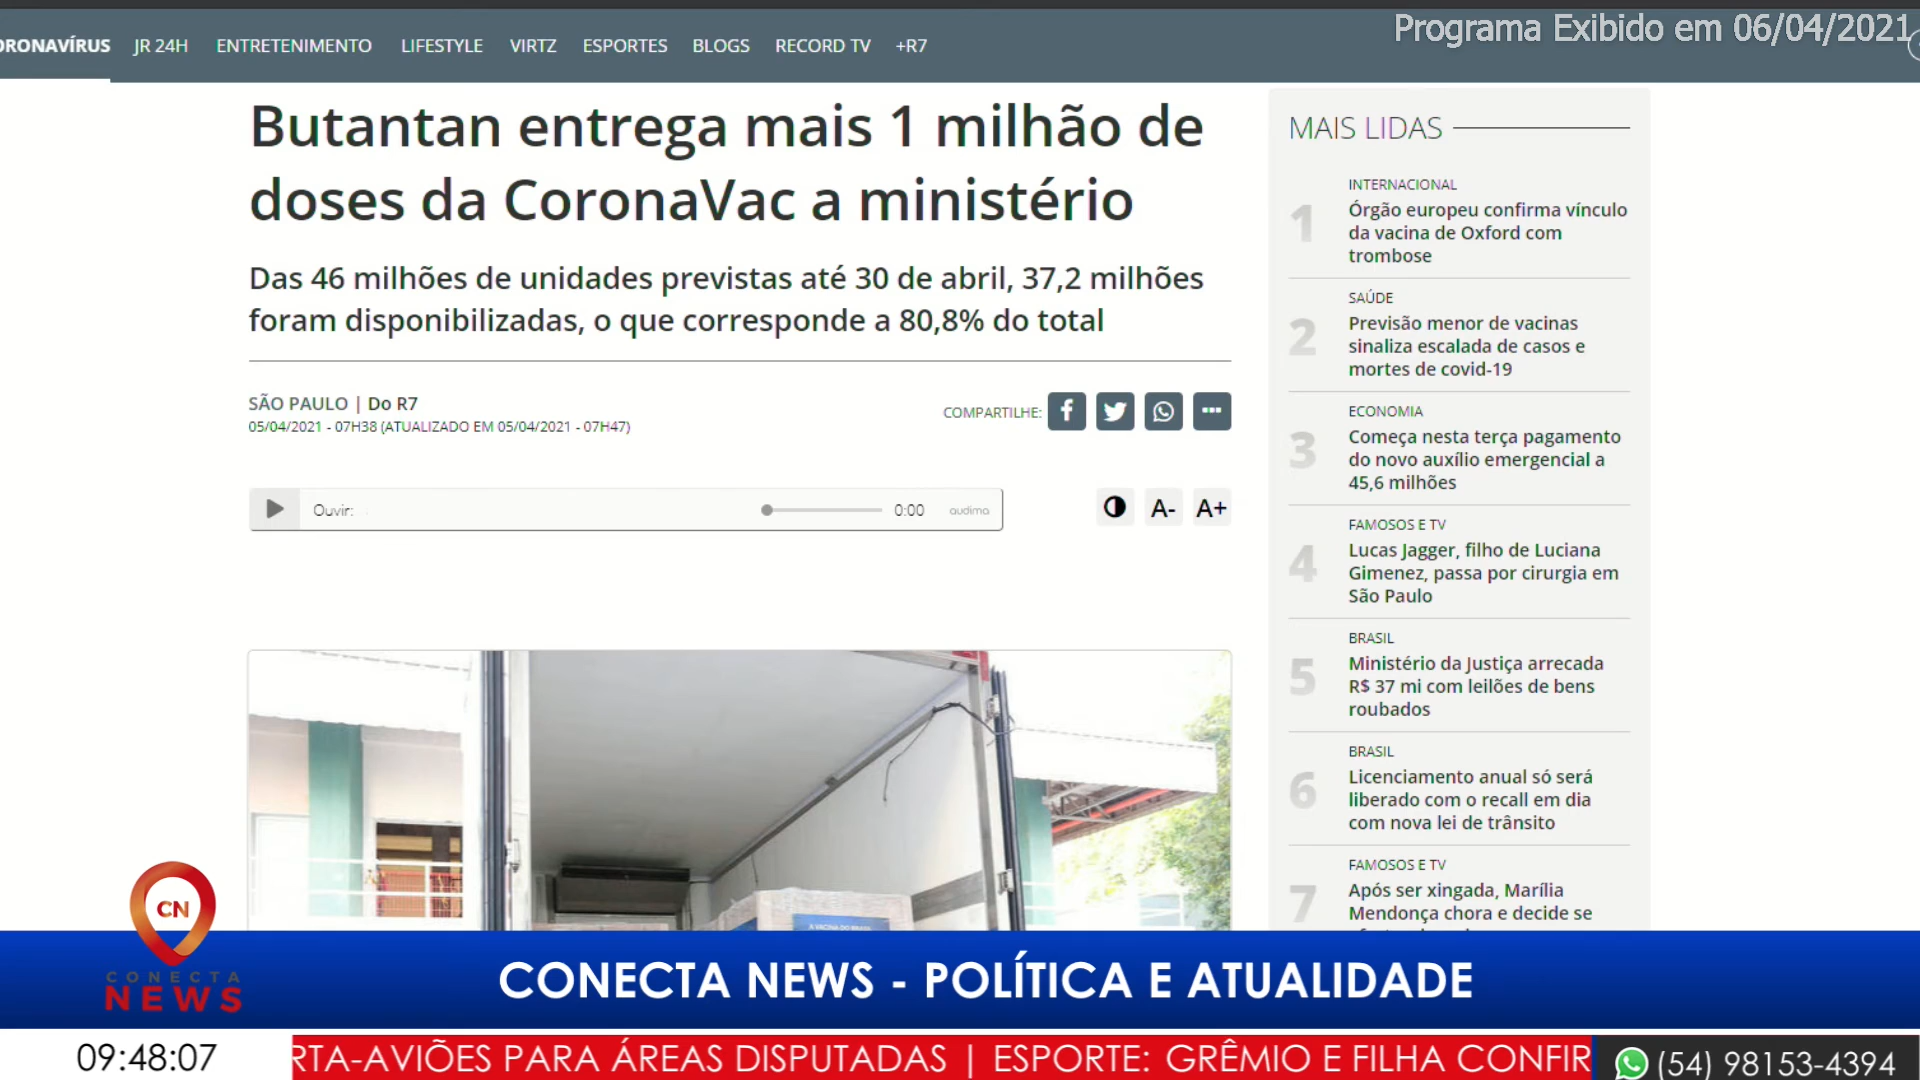 Programa Exibido em 06/04/2021
ORONAVÍRUS JR 24H ENTRETENIMENTO LIFESTYLE VIRTZ ESPORTES BLOGS RECORD TV +R7
Butantan entrega mais 1 milhão de
doses da CoronaVac a ministério
Das 46 milhões de unidades previstas até 30 de abril, 37,2 milhões
foram disponibilizadas, o que corresponde a 80,8% do total
SÃO PAULO | Do R7
05/04/2021 - 07H38 (ATUALIZADO EM 05/04/2021 - 07H47)
COMPARTILHE:
Ouvir: 0:00 audima
A- A+
MAIS LIDAS
1
INTERNACIONAL
Órgão europeu confirma vínculo
da vacina de Oxford com
trombose
2
SAÚDE
Previsão menor de vacinas
sinaliza escalada de casos e
mortes de covid-19
3
ECONOMIA
Começa nesta terça pagamento
do novo auxílio emergencial a
45,6 milhões
4
FAMOSOS E TV
Lucas Jagger, filho de Luciana
Gimenez, passa por cirurgia em
São Paulo
5
BRASIL
Ministério da Justiça arrecada
R$ 37 mi com leilões de bens
roubados
6
BRASIL
Licenciamento anual só será
liberado com o recall em dia
com nova lei de trânsito
7
FAMOSOS E TV
Após ser xingada, Marília
Mendonça chora e decide se
A VACINA DO BRASIL
CN
CONECTA
NEWS
CONECTA NEWS - POLÍTICA E ATUALIDADE
09:48:07
RTA-AVIÕES PARA ÁREAS DISPUTADAS | ESPORTE: GRÊMIO E FILHA CONFIR
(54) 98153-4394